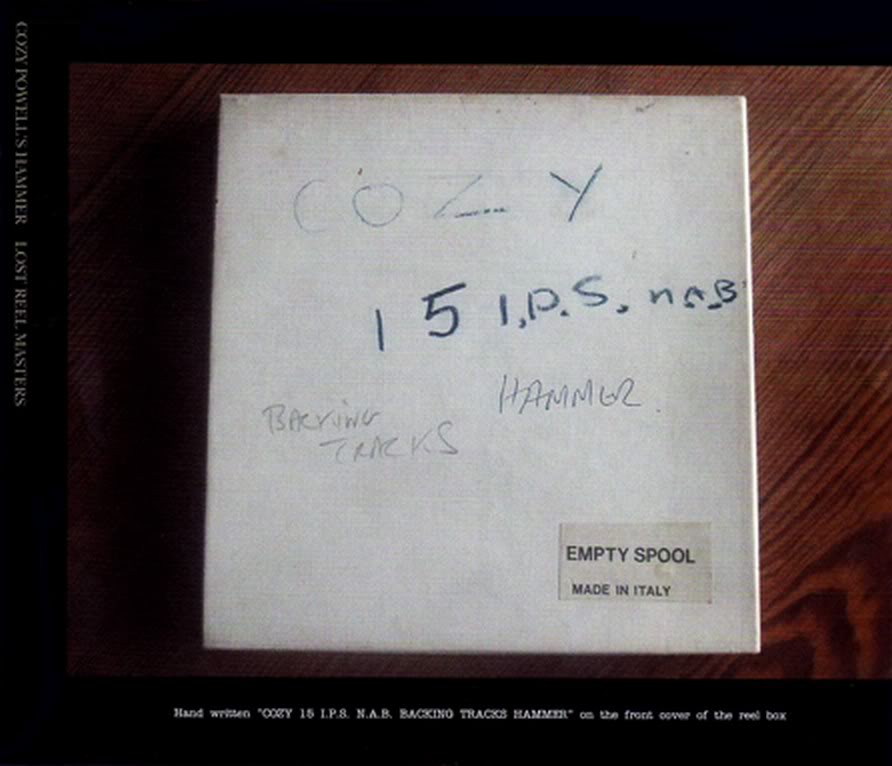 COZY POWELL'S HAMMER LOST REEL MASTERS
COZY
15 I.P.S. n.A.B
HAMMER.
BACKING
TRACKS
EMPTY SPOOL
MADE IN ITALY
Hand written "COZY 15 I.P.S. N.A.B. BACKING TRACKS HAMMER" on the front cover of the reel box